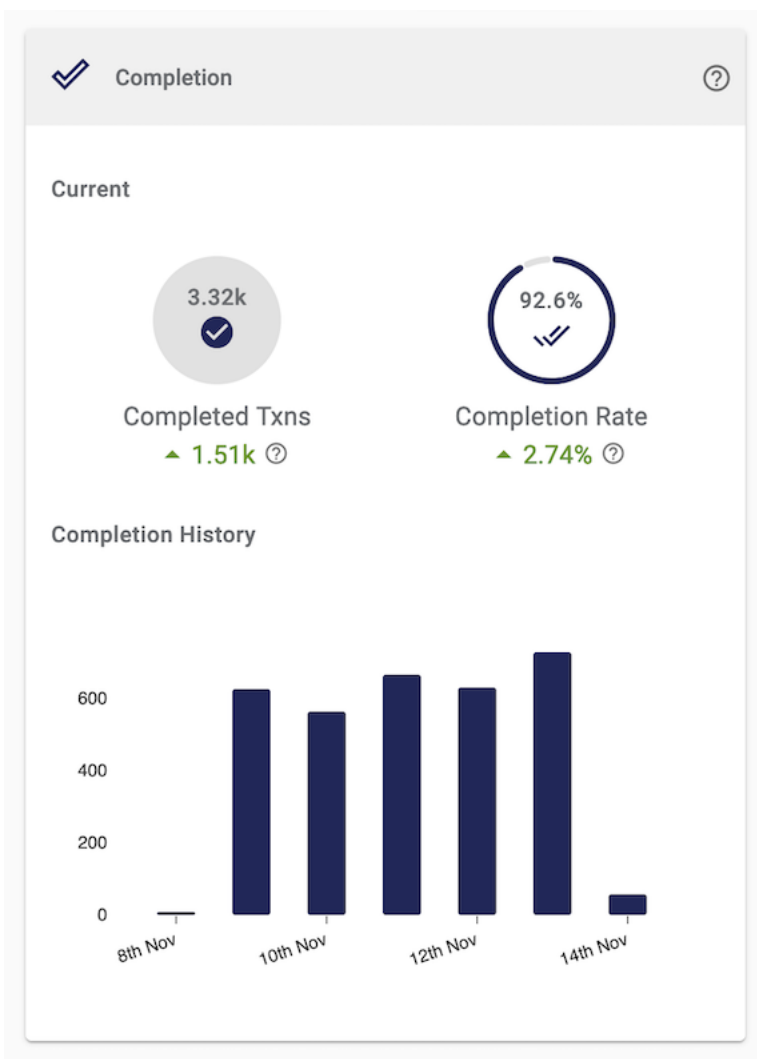 Completion
Current
3.32k
92.6%
Completed Txns
Completion Rate
1.51k
2.74%
Completion History
600
400
200
0
8th Nov
10th Nov
12th Nov
14th Nov